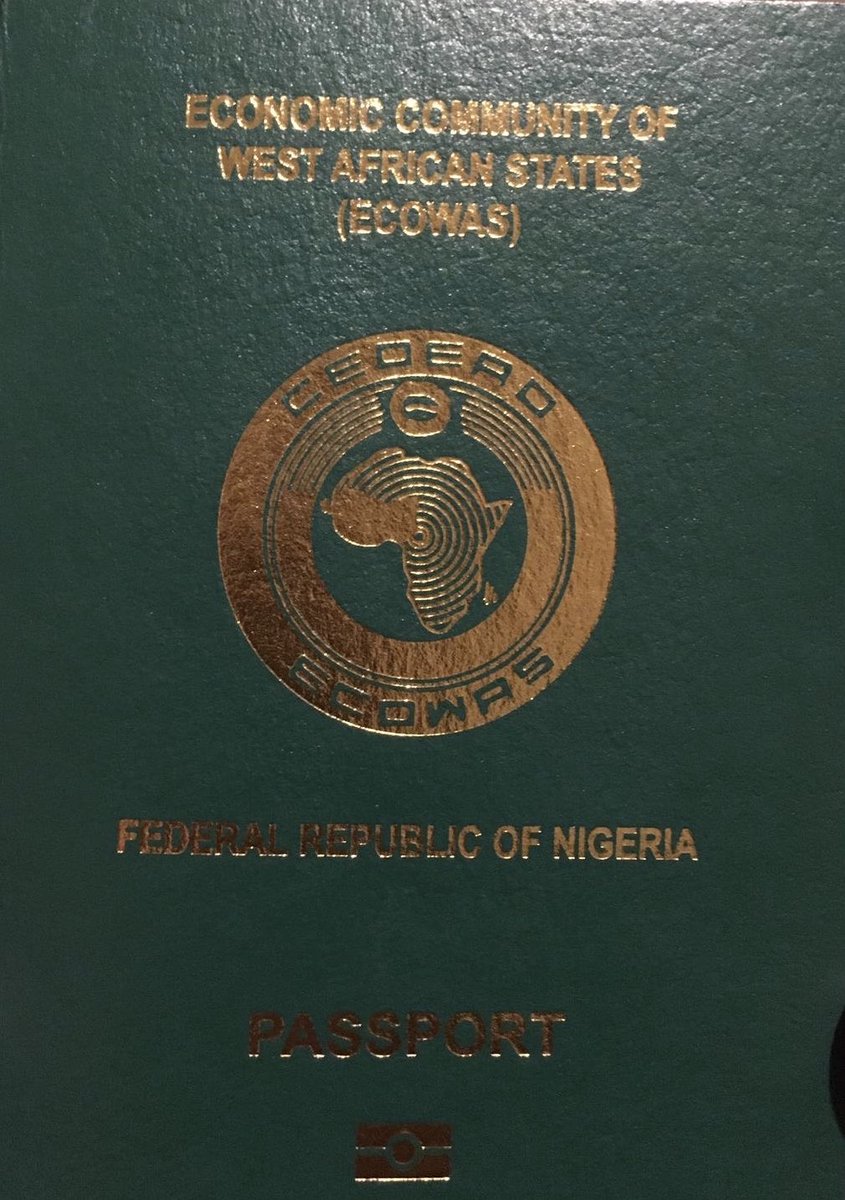 ECONOMIC COMMUNITY OF
WEST AFRICAN STATES
(ECOWAS)
CEDEAO
ECOWAS
FEDERAL REPUBLIC OF NIGERIA
PASSPORT